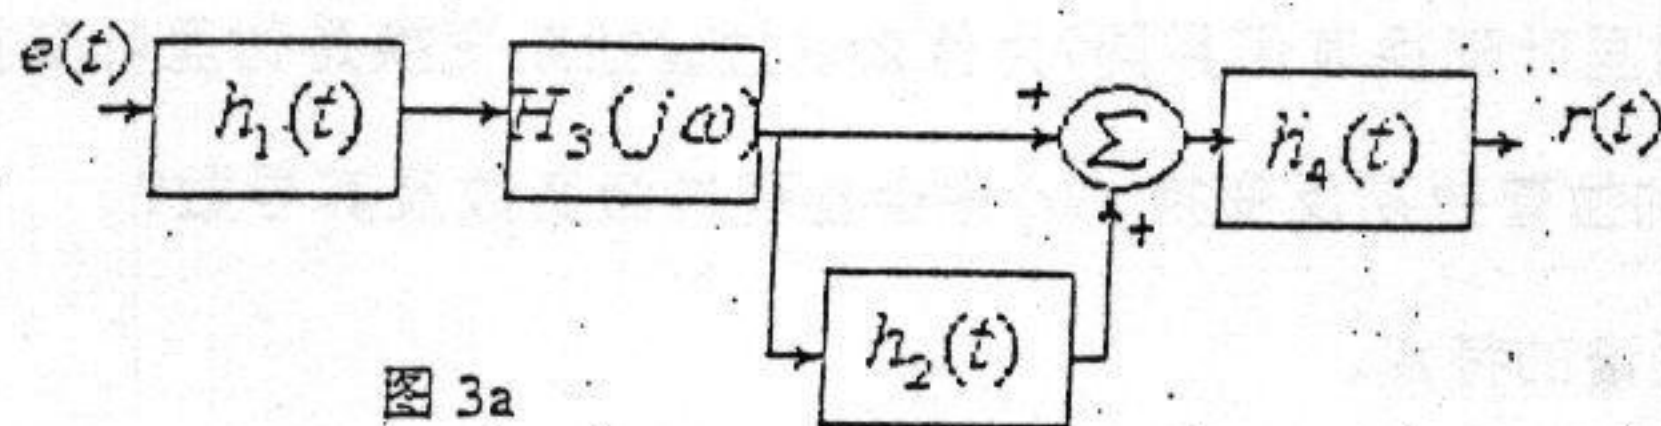 e(t)
h₁(t)
H₃(jω)
+
Σ
h₄(t)
r(t)
+
h₂(t)
图 3a